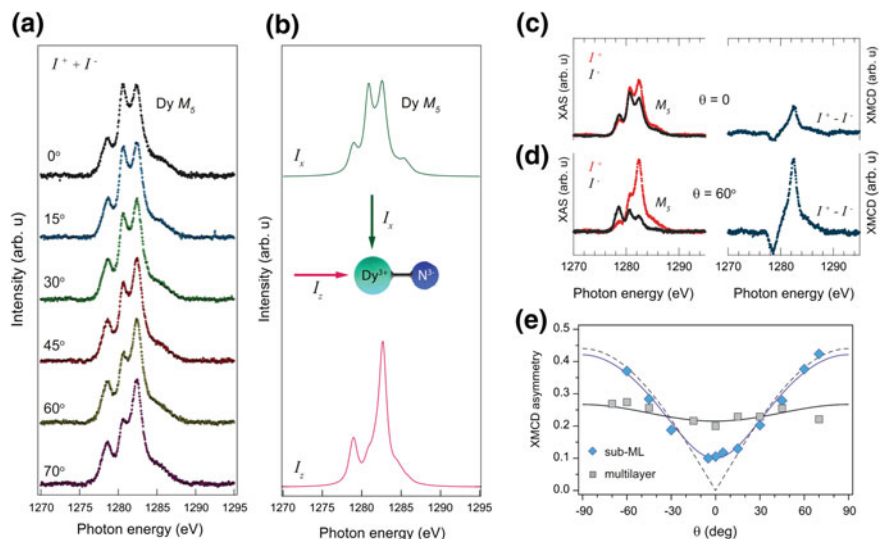 (a)
I⁺ + I⁻
Dy M₅
0°
15°
30°
45°
60°
70°
Intensity (arb. u)
1270 1275 1280 1285 1290 1295
Photon energy (eV)
(b)
Dy M₅
Iₓ
Iₓ
Dy³⁺ N³⁻
I_z
I_z
Intensity (arb. u)
1270 1275 1280 1285 1290 1295
Photon energy (eV)
(c)
XAS (arb. u)
I⁺
I⁻
M₅
θ = 0
I⁺ - I⁻
XMCD (arb. u)
(d)
XAS (arb. u)
I⁺
I⁻
M₅
θ = 60°
I⁺ - I⁻
XMCD (arb. u)
1270 1280 1290 1270 1280 1290
Photon energy (eV) Photon energy (eV)
(e)
XMCD asymmetry
0.5
0.4
0.3
0.2
0.1
0.0
sub-ML
multilayer
-90 -60 -30 0 30 60 90
θ (deg)